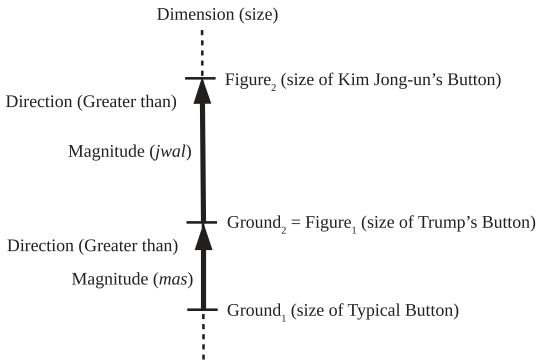 Dimension (size)
Figure₂ (size of Kim Jong-un’s Button)
Direction (Greater than)
Magnitude (jwal)
Ground₂ = Figure₁ (size of Trump’s Button)
Direction (Greater than)
Magnitude (mas)
Ground₁ (size of Typical Button)